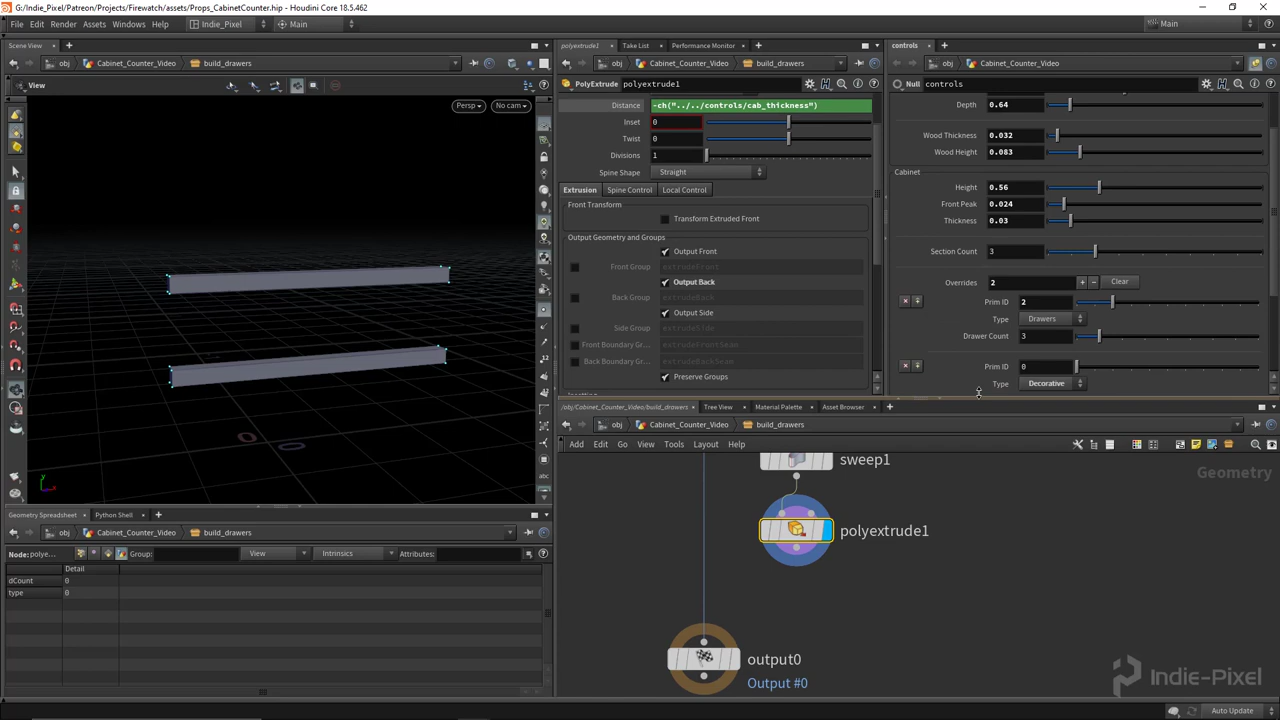 G:/Indie_Pixel/Patreon/Projects/Firewatch/assets/Props_CabinetCounter.hip - Houdini Core 18.5.462
File Edit Render Assets Windows Help Indie_Pixel Main Main
Scene View
obj Cabinet_Counter_Video build_drawers
View
Persp No cam
0 0
y
Geometry Spreadsheet Python Shell
obj Cabinet_Counter_Video build_drawers
Node: polye... Group: View Intrinsics Attributes:
Detail
dCount 0
type 0
polyextrude1 Take List Performance Monitor
obj Cabinet_Counter_Video build_drawers
PolyExtrude polyextrude1
Distance -ch("../../controls/cab_thickness")
Inset 0
Twist 0
Divisions 1
Spine Shape Straight
Extrusion Spine Control Local Control
Front Transform
Transform Extruded Front
Output Geometry and Groups
Output Front
Front Group extrudeFront
Output Back
Back Group extrudeBack
Output Side
Side Group extrudeSide
Front Boundary Gr... extrudeFrontSeam
Back Boundary Gr... extrudeBackSeam
Preserve Groups
controls
obj Cabinet_Counter_Video
Null controls
Depth 0.64
Wood Thickness 0.032
Wood Height 0.083
Cabinet
Height 0.56
Front Peak 0.024
Thickness 0.03
Section Count 3
Overrides 2 Clear
Prim ID 2
Type Drawers
Drawer Count 3
Prim ID 0
Type Decorative
/obj/Cabinet_Counter_Video/build_drawers Tree View Material Palette Asset Browser
obj Cabinet_Counter_Video build_drawers
Add Edit Go View Tools Layout Help
sweep1
Geometry
polyextrude1
output0
Output #0
Indie-Pixel
Auto Update